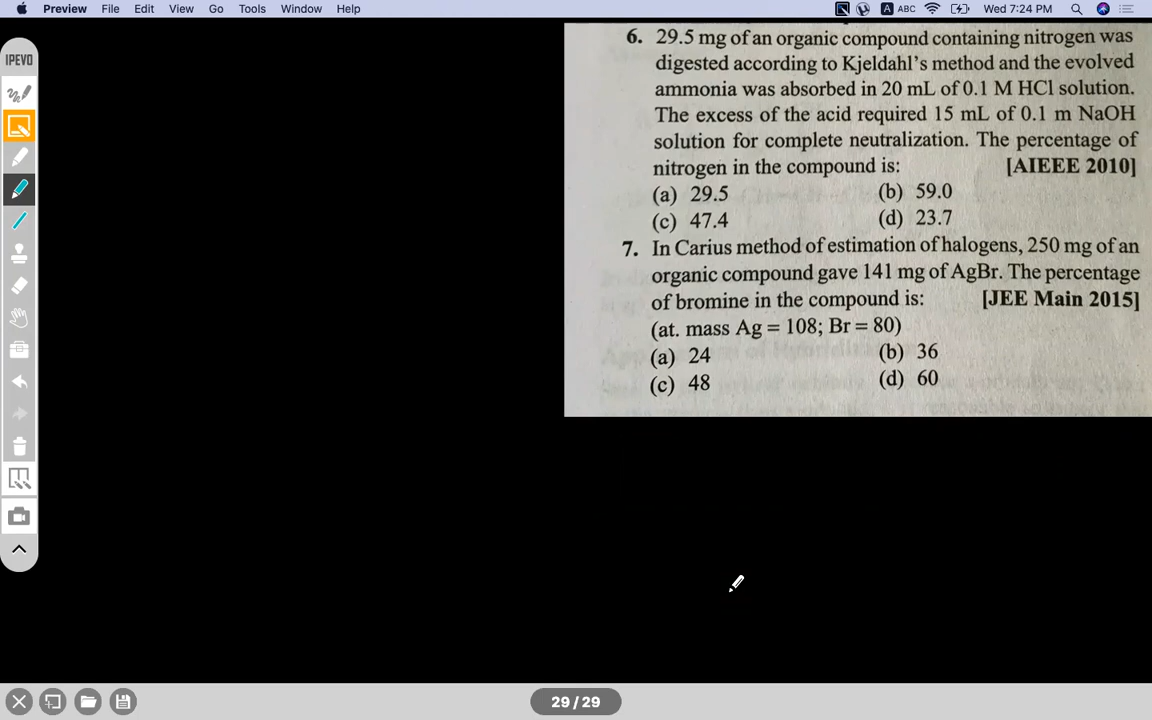 Preview File Edit View Go Tools Window Help A ABC Wed 7:24 PM
IPEVO
6. 29.5 mg of an organic compound containing nitrogen was
digested according to Kjeldahl's method and the evolved
ammonia was absorbed in 20 mL of 0.1 M HCl solution.
The excess of the acid required 15 mL of 0.1 m NaOH
solution for complete neutralization. The percentage of
nitrogen in the compound is: [AIEEE 2010]
(a) 29.5 (b) 59.0
(c) 47.4 (d) 23.7
7. In Carius method of estimation of halogens, 250 mg of an
organic compound gave 141 mg of AgBr. The percentage
of bromine in the compound is: [JEE Main 2015]
(at. mass Ag = 108; Br = 80)
(a) 24 (b) 36
(c) 48 (d) 60
29 / 29